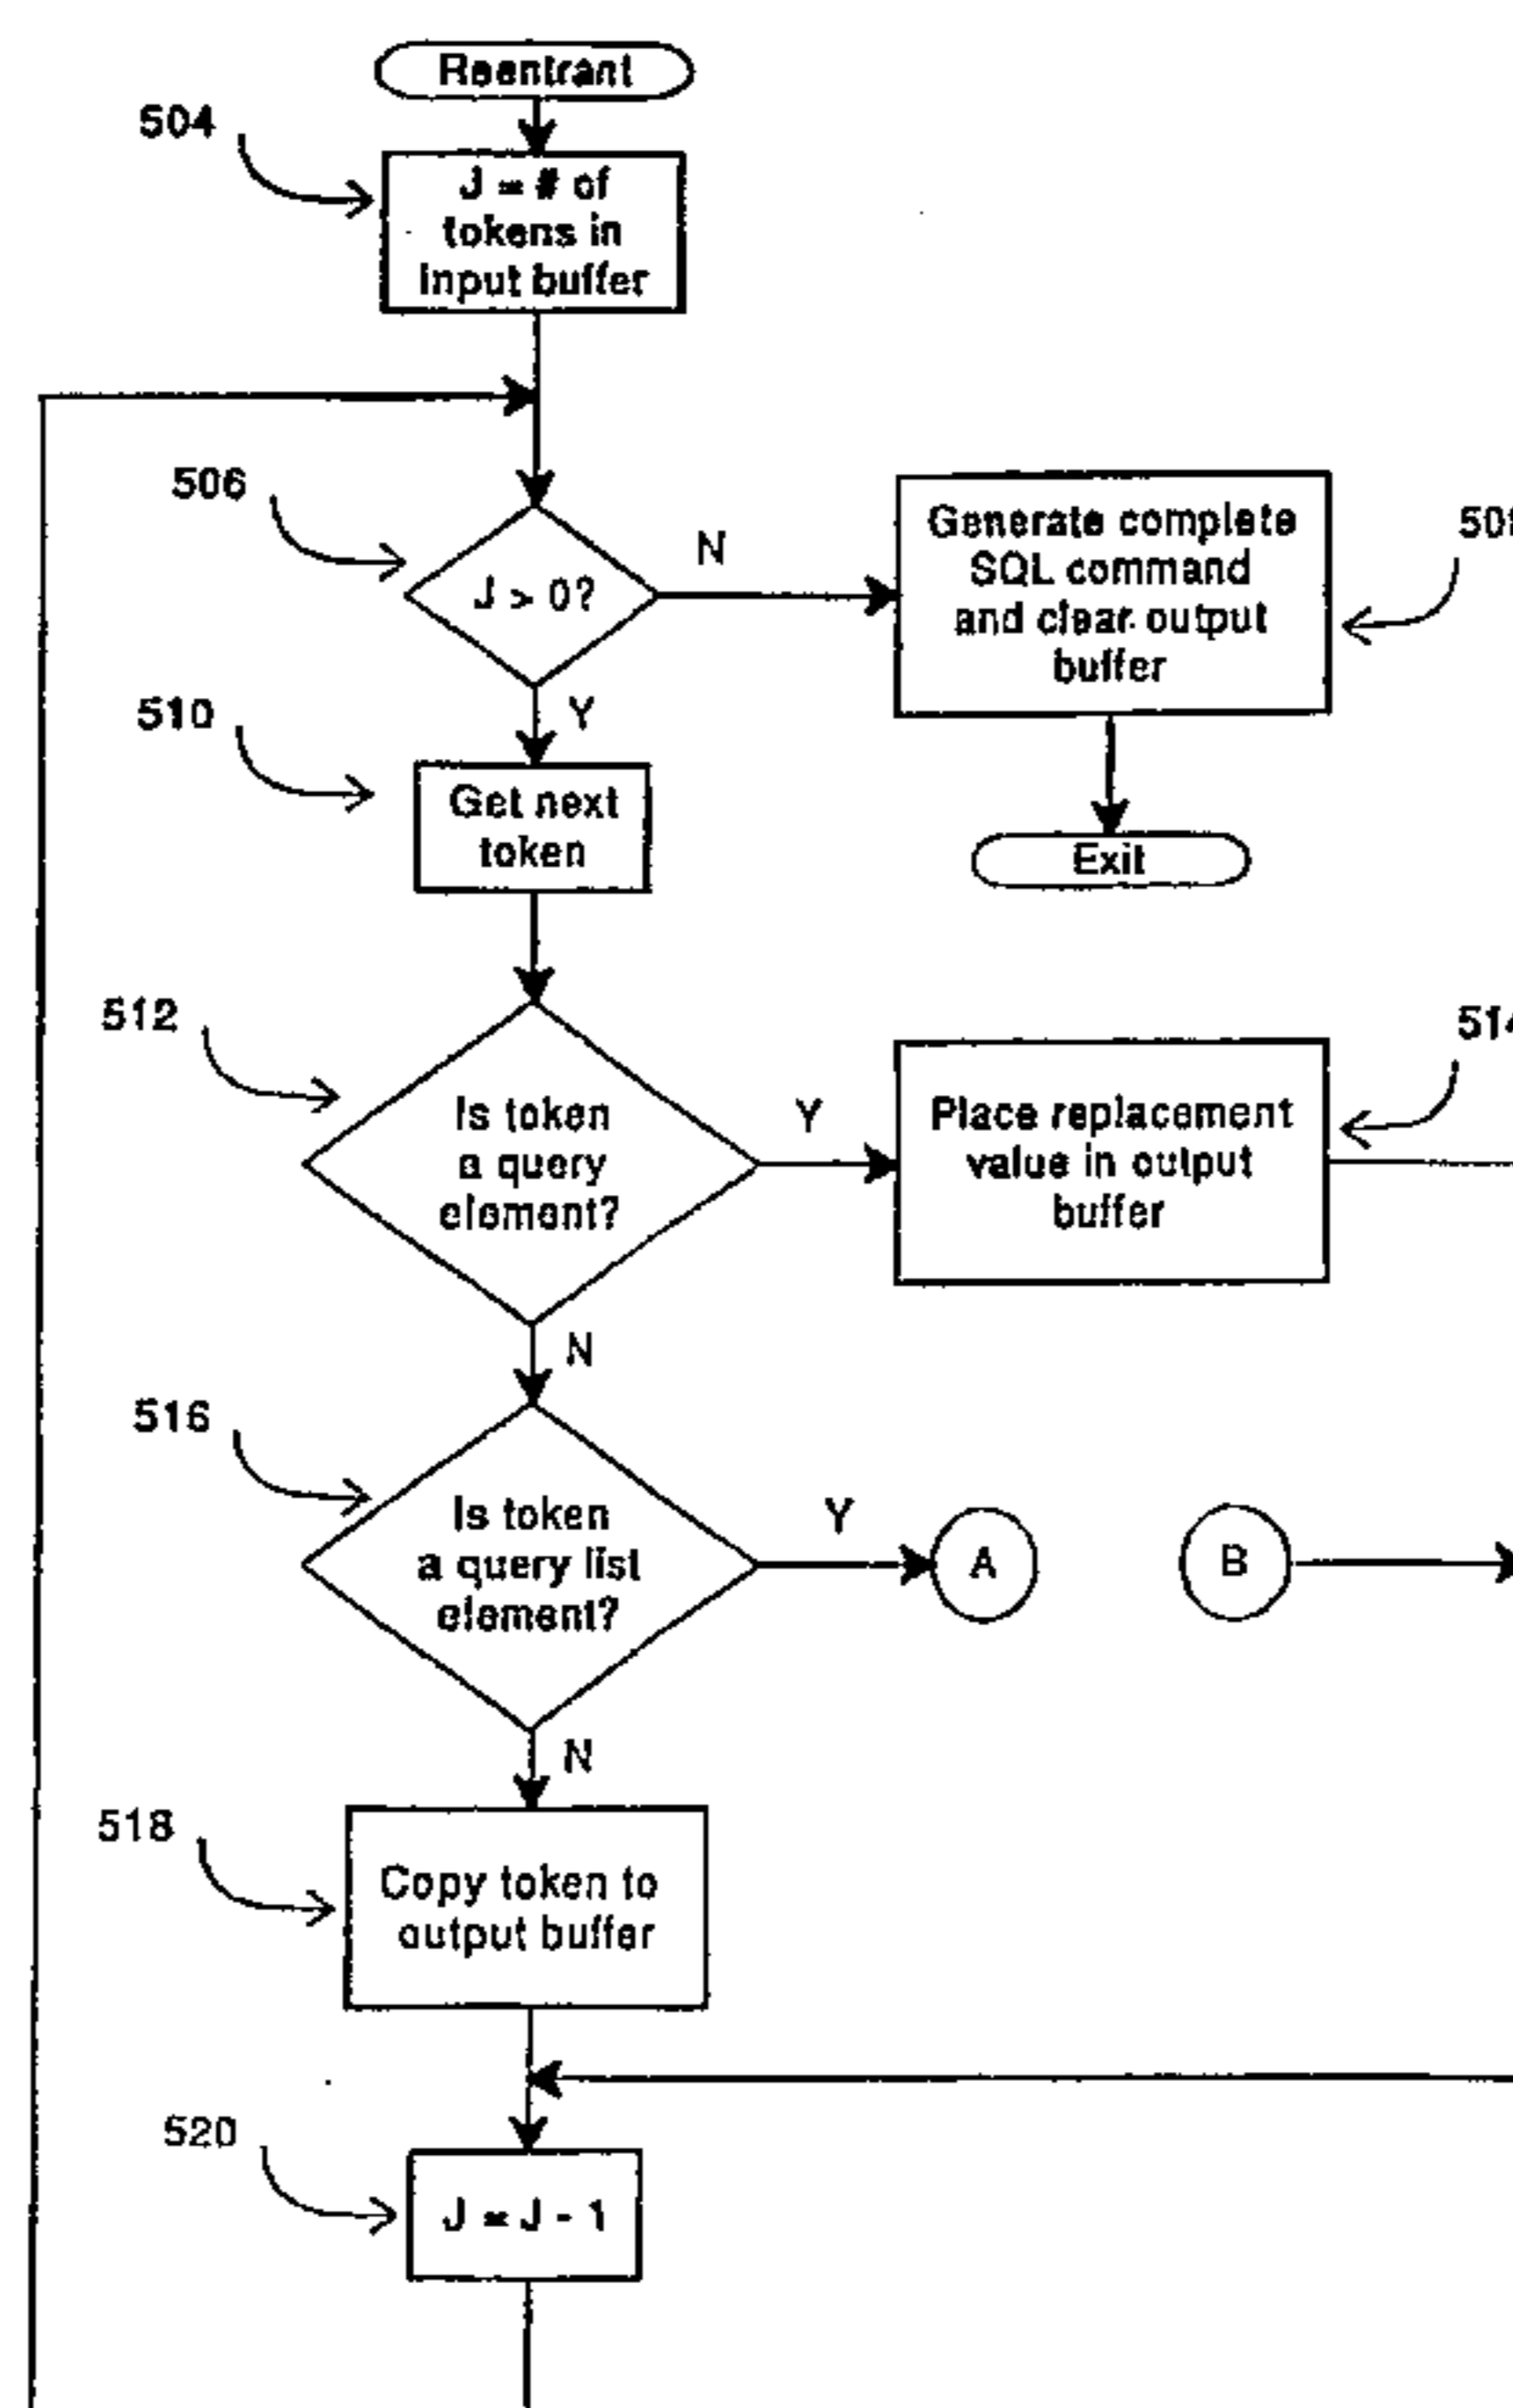 Reentrant
504
J = # of
tokens in
input buffer
506
J > 0?
N
Y
Generate complete
SQL command
and clear output
buffer
510
Get next
token
Exit
512
Is token
a query
element?
Y
N
514
Place replacement
value in output
buffer
516
Is token
a query list
element?
Y
A
B
N
518
Copy token to
output buffer
520
J = J - 1